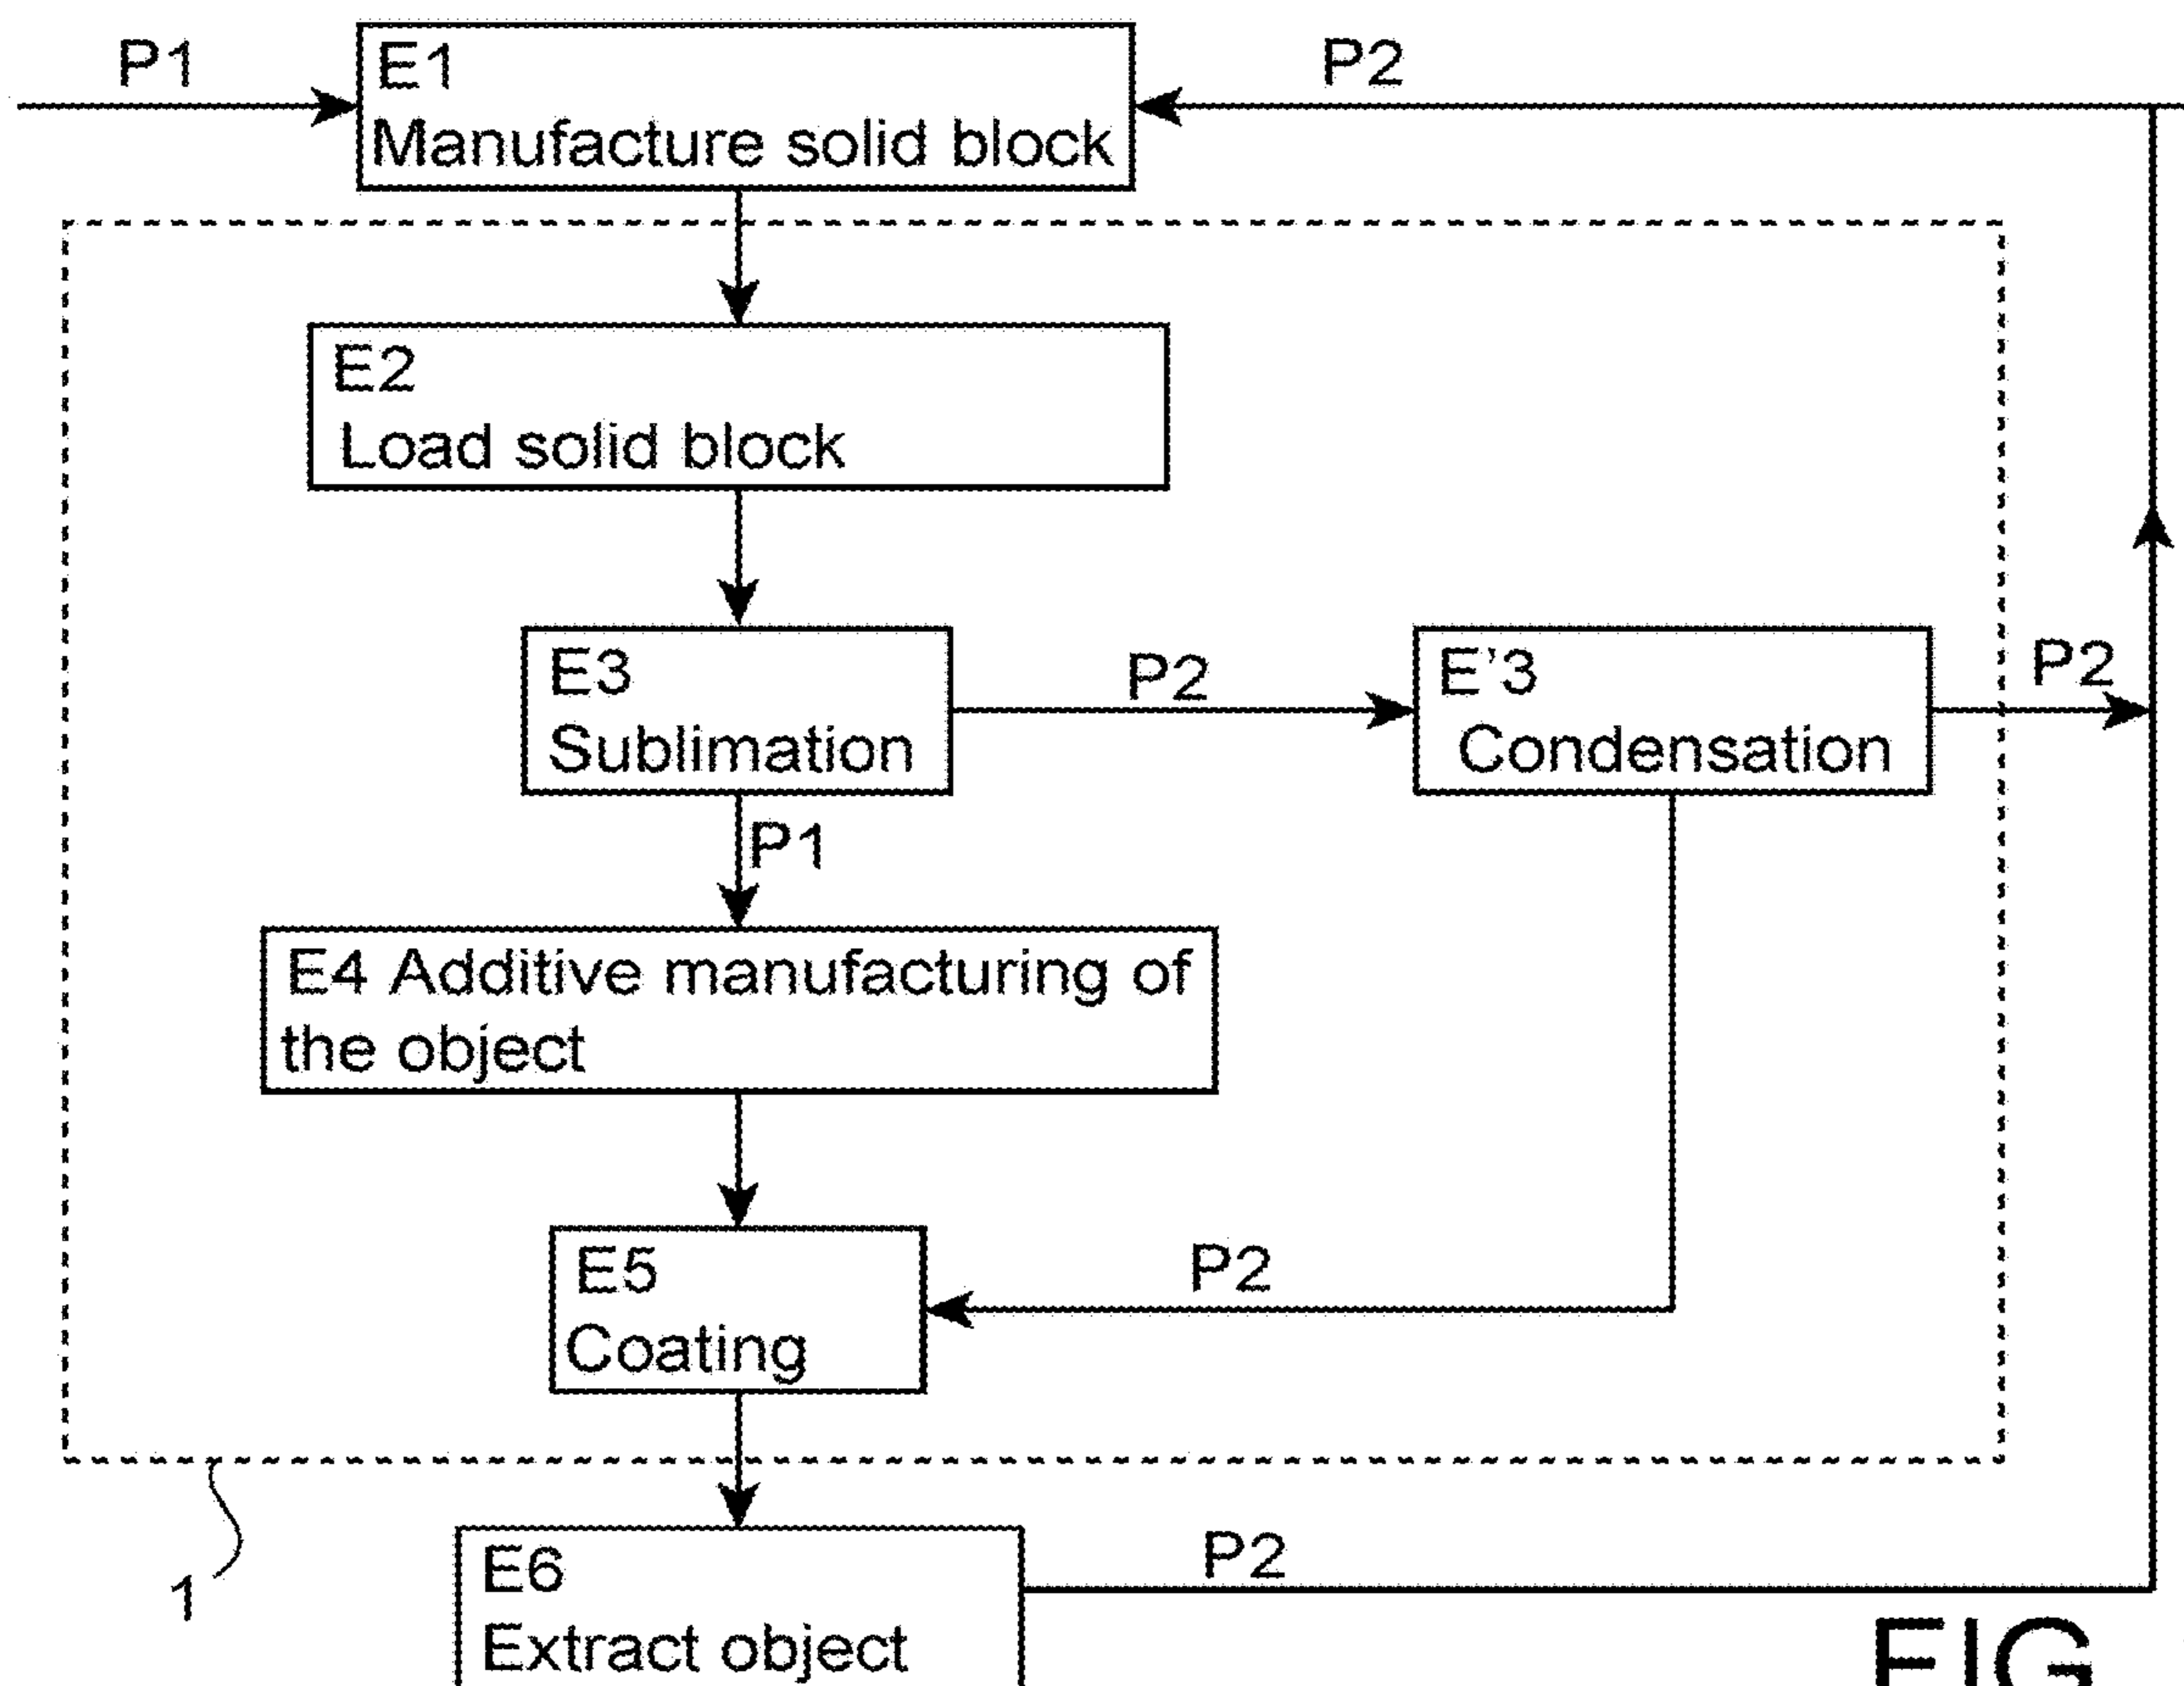 P1
E1
Manufacture solid block
P2
E2
Load solid block
E3
Sublimation
P2
E'3
Condensation
P2
P1
E4 Additive manufacturing of
the object
E5
Coating
P2
1
E6
Extract object
P2
FIG